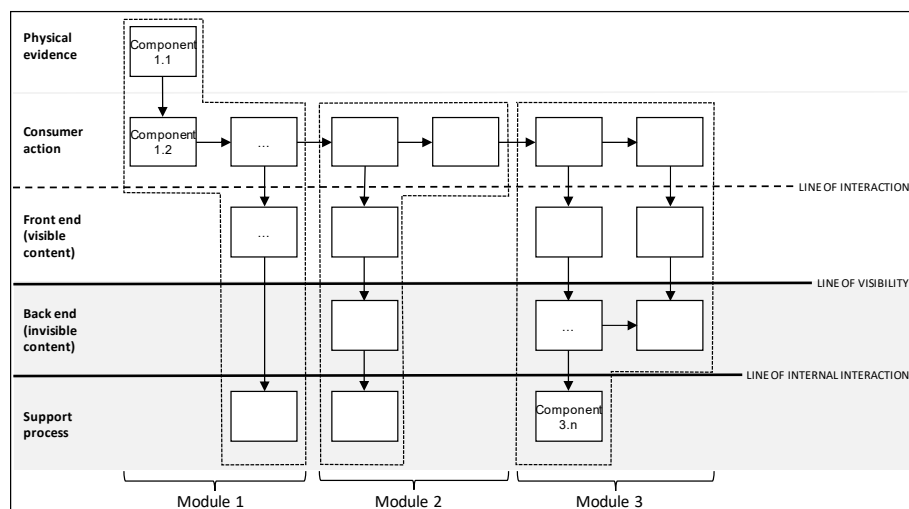 Physical
evidence
Component
1.1
Consumer
action
Component
1.2
...
LINE OF INTERACTION
Front end
(visible
content)
...
LINE OF VISIBILITY
Back end
(invisible
content)
...
LINE OF INTERNAL INTERACTION
Support
process
Component
3.n
Module 1
Module 2
Module 3